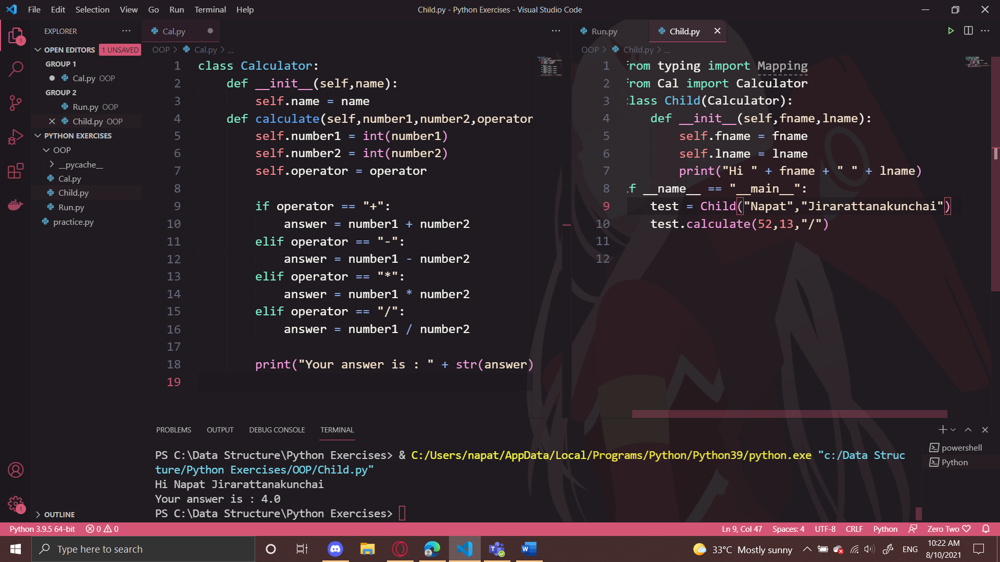 File Edit Selection View Go Run Terminal Help
Child.py - Python Exercises - Visual Studio Code
EXPLORER
OPEN EDITORS 1 UNSAVED
GROUP 1
Cal.py OOP
GROUP 2
Run.py OOP
Child.py OOP
PYTHON EXERCISES
OOP
__pycache__
Cal.py
Child.py
Run.py
practice.py
OUTLINE
1
1
Cal.py
OOP > Cal.py > ...
1 class Calculator:
2 def __init__(self,name):
3 self.name = name
4 def calculate(self,number1,number2,operator
5 self.number1 = int(number1)
6 self.number2 = int(number2)
7 self.operator = operator
8
9 if operator == "+":
10 answer = number1 + number2
11 elif operator == "-":
12 answer = number1 - number2
13 elif operator == "*":
14 answer = number1 * number2
15 elif operator == "/":
16 answer = number1 / number2
17
18 print("Your answer is : " + str(answer)
19
Run.py Child.py
OOP > Child.py > ...
1 from typing import Mapping
2 from Cal import Calculator
3 class Child(Calculator):
4 def __init__(self,fname,lname):
5 self.fname = fname
6 self.lname = lname
7 print("Hi " + fname + " " + lname)
8 if __name__ == "__main__":
9 test = Child("Napat","Jirarattanakunchai")
10 test.calculate(52,13,"/")
11
12
PROBLEMS OUTPUT DEBUG CONSOLE TERMINAL
PS C:\Data Structure\Python Exercises> & C:/Users/napat/AppData/Local/Programs/Python/Python39/python.exe "c:/Data Struc
ture/Python Exercises/OOP/Child.py"
Hi Napat Jirarattanakunchai
Your answer is : 4.0
PS C:\Data Structure\Python Exercises>
powershell
Python
Python 3.9.5 64-bit 0 0
Ln 9, Col 47 Spaces: 4 UTF-8 CRLF Python Zero Two
Type here to search
33°C Mostly sunny ENG
10:22 AM
8/10/2021